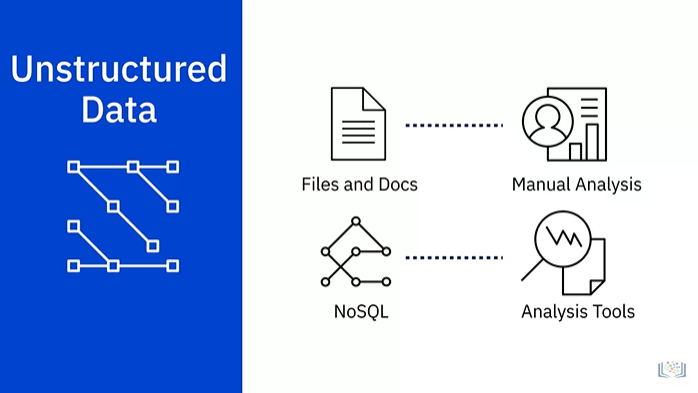 Unstructured
Data
Files and Docs
Manual Analysis
NoSQL
Analysis Tools